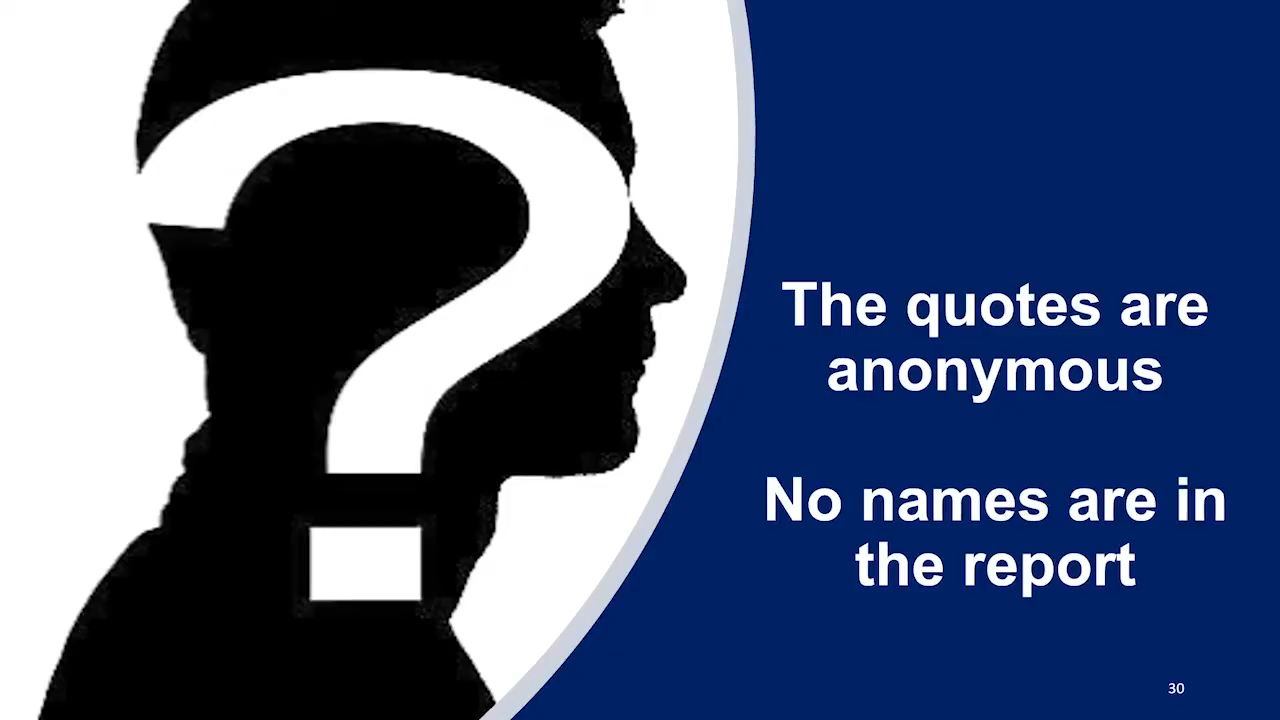 The quotes are
anonymous
No names are in
the report
30